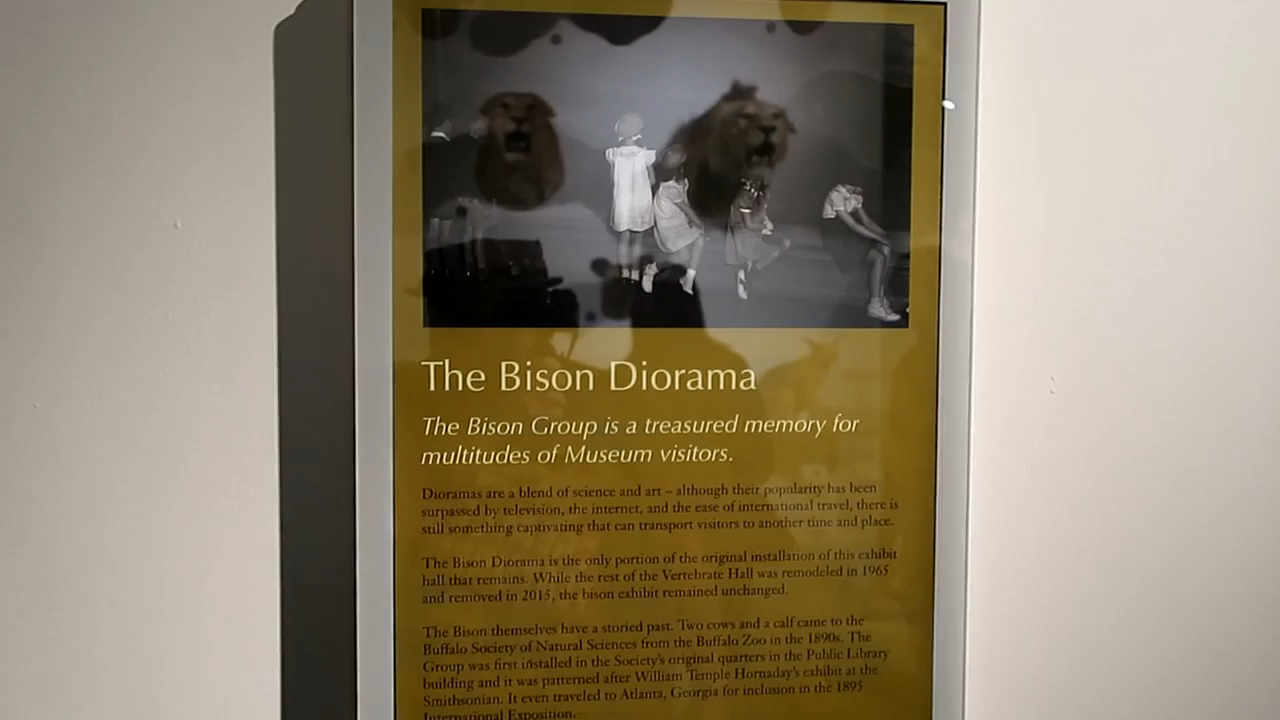 The Bison Diorama
The Bison Group is a treasured memory for
multitudes of Museum visitors.
Dioramas are a blend of science and art – although their popularity has been
surpassed by television, the internet, and the ease of international travel, there is
still something captivating that can transport visitors to another time and place.
The Bison Diorama is the only portion of the original installation of this exhibit
hall that remains. While the rest of the Vertebrate Hall was remodeled in 1965
and removed in 2015, the bison exhibit remained unchanged.
The Bison themselves have a storied past. Two cows and a calf came to the
Buffalo Society of Natural Sciences from the Buffalo Zoo in the 1890s. The
Group was first installed in the Society's original quarters in the Public Library
building and it was patterned after William Temple Hornaday's exhibit at the
Smithsonian. It even traveled to Atlanta, Georgia for inclusion in the 1895
International Exposition.